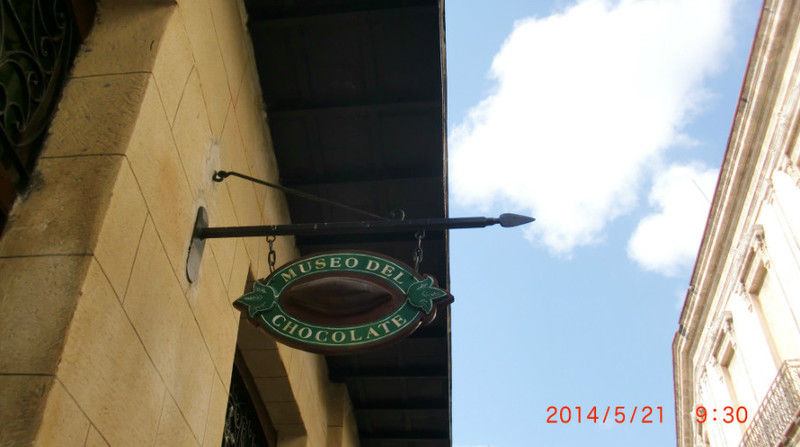 MUSEO DEL
CHOCOLATE
2014/5/21 9:30